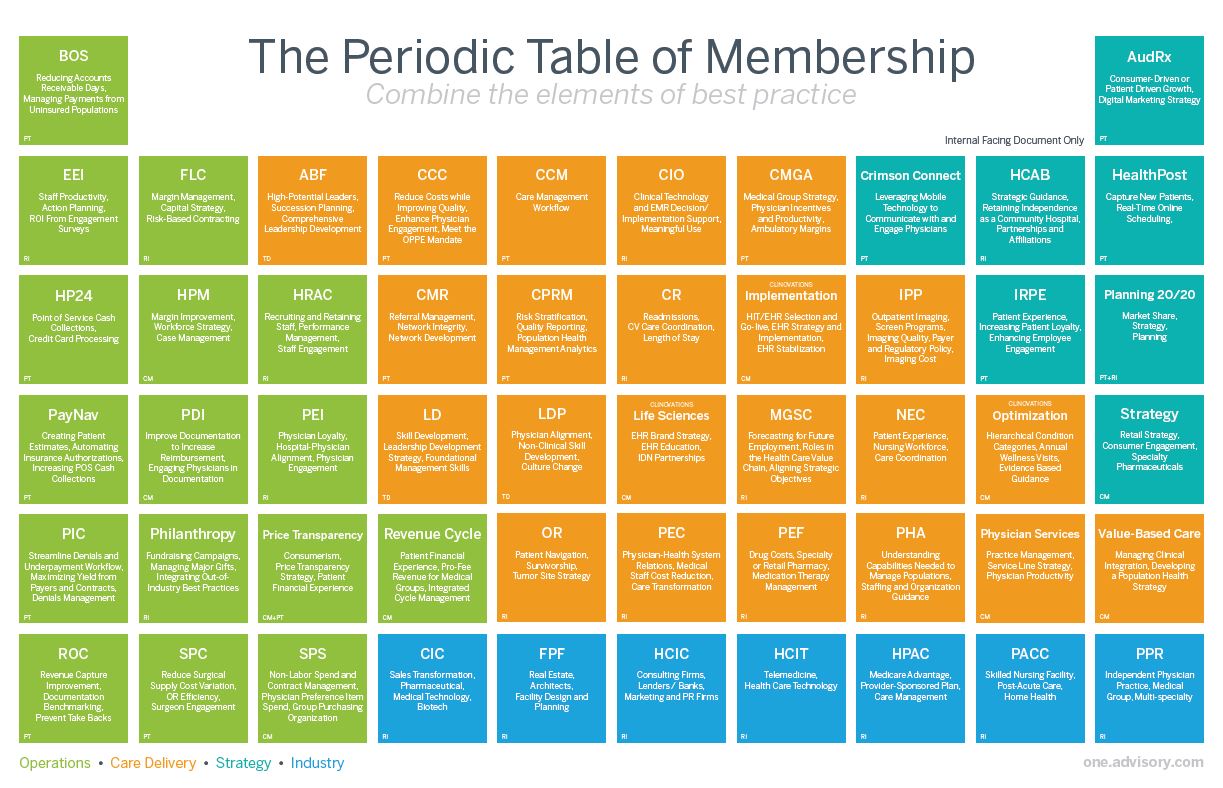 The Periodic Table of Membership
Combine the elements of best practice
Internal Facing Document Only
BOS
Reducing Accounts
Receivable Days,
Managing Payments from
Uninsured Populations
PT
AudRx
Consumer-Driven or
Patient Driven Growth,
Digital Marketing Strategy
PT
EEI
Staff Productivity,
Action Planning,
ROI From Engagement
Surveys
RI
FLC
Margin Management,
Capital Strategy,
Risk-Based Contracting
RI
ABF
High-Potential Leaders,
Succession Planning,
Comprehensive
Leadership Development
TD
CCC
Reduce Costs while
Improving Quality,
Enhance Physician
Engagement, Meet the
OPPE Mandate
PT
CCM
Care Management
Workflow
PT
CIO
Clinical Technology
and EMR Decision/
Implementation Support,
Meaningful Use
RI
CMGA
Medical Group Strategy,
Physician Incentives
and Productivity,
Ambulatory Margins
PT
Crimson Connect
Leveraging Mobile
Technology to
Communicate with and
Engage Physicians
PT
HCAB
Strategic Guidance,
Retaining Independence
as a Community Hospital,
Partnerships and
Affiliations
RI
HealthPost
Capture New Patients,
Real-Time Online
Scheduling,
PT
HP24
Point of Service Cash
Collections,
Credit Card Processing
PT
HPM
Margin Improvement,
Workforce Strategy,
Case Management
CM
HRAC
Recruiting and Retaining
Staff, Performance
Management,
Staff Engagement
RI
CMR
Referral Management,
Network Integrity,
Network Development
PT
CPRM
Risk Stratification,
Quality Reporting,
Population Health
Management Analytics
PT
CR
Readmissions,
CV Care Coordination,
Length of Stay
RI
CLINOVATIONS
Implementation
HIT/EHR Selection and
Go-live, EHR Strategy and
Implementation,
EHR Stabilization
CM
IPP
Outpatient Imaging,
Screen Programs,
Imaging Quality, Payer
and Regulatory Policy,
Imaging Cost
RI
IRPE
Patient Experience,
Increasing Patient Loyalty,
Enhancing Employee
Engagement
PT
Planning 20/20
Market Share,
Strategy,
Planning
PT+RI
PayNav
Creating Patient
Estimates, Automating
Insurance Authorizations,
Increasing POS Cash
Collections
PT
PDI
Improve Documentation
to Increase
Reimbursement,
Engaging Physicians in
Documentation
CM
PEI
Physician Loyalty,
Hospital-Physician
Alignment, Physician
Engagement
RI
LD
Skill Development,
Leadership Development
Strategy, Foundational
Management Skills
TD
LDP
Physician Alignment,
Non-Clinical Skill
Development,
Culture Change
TD
CLINOVATIONS
Life Sciences
EHR Brand Strategy,
EHR Education,
IDN Partnerships
CM
MGSC
Forecasting for Future
Employment, Roles in
the Health Care Value
Chain, Aligning Strategic
Objectives
RI
NEC
Patient Experience,
Nursing Workforce,
Care Coordination
RI
CLINOVATIONS
Optimization
Hierarchical Condition
Categories, Annual
Wellness Visits,
Evidence Based
Guidance
CM
Strategy
Retail Strategy,
Consumer Engagement,
Specialty
Pharmaceuticals
CM
PIC
Streamline Denials and
Underpayment Workflow,
Maximizing Yield from
Payers and Contracts,
Denials Management
PT
Philanthropy
Fundraising Campaigns,
Managing Major Gifts,
Integrating Out-of-
Industry Best Practices
RI
Price Transparency
Consumerism,
Price Transparency
Strategy, Patient
Financial Experience
CM+PT
Revenue Cycle
Patient Financial
Experience, Pro-Fee
Revenue for Medical
Groups, Integrated
Cycle Management
CM
OR
Patient Navigation,
Survivorship,
Tumor Site Strategy
RI
PEC
Physician-Health System
Relations, Medical
Staff Cost Reduction,
Care Transformation
RI
PEF
Drug Costs, Specialty
or Retail Pharmacy,
Medication Therapy
Management
RI
PHA
Understanding
Capabilities Needed to
Manage Populations,
Staffing and Organization
Guidance
RI
Physician Services
Practice Management,
Service Line Strategy,
Physician Productivity
CM
Value-Based Care
Managing Clinical
Integration, Developing
a Population Health
Strategy
CM
ROC
Revenue Capture
Improvement,
Documentation
Benchmarking,
Prevent Take Backs
PT
SPC
Reduce Surgical
Supply Cost Variation,
OR Efficiency,
Surgeon Engagement
PT
SPS
Non-Labor Spend and
Contract Management,
Physician Preference Item
Spend, Group Purchasing
Organization
CM
CIC
Sales Transformation,
Pharmaceutical,
Medical Technology,
Biotech
RI
FPF
Real Estate,
Architects,
Facility Design and
Planning
RI
HCIC
Consulting Firms,
Lenders/ Banks,
Marketing and PR Firms
RI
HCIT
Telemedicine,
Health Care Technology
RI
HPAC
Medicare Advantage,
Provider-Sponsored Plan,
Care Management
RI
PACC
Skilled Nursing Facility,
Post-Acute Care,
Home Health
RI
PPR
Independent Physician
Practice, Medical
Group, Multi-specialty
RI
Operations • Care Delivery • Strategy • Industry
one.advisory.com